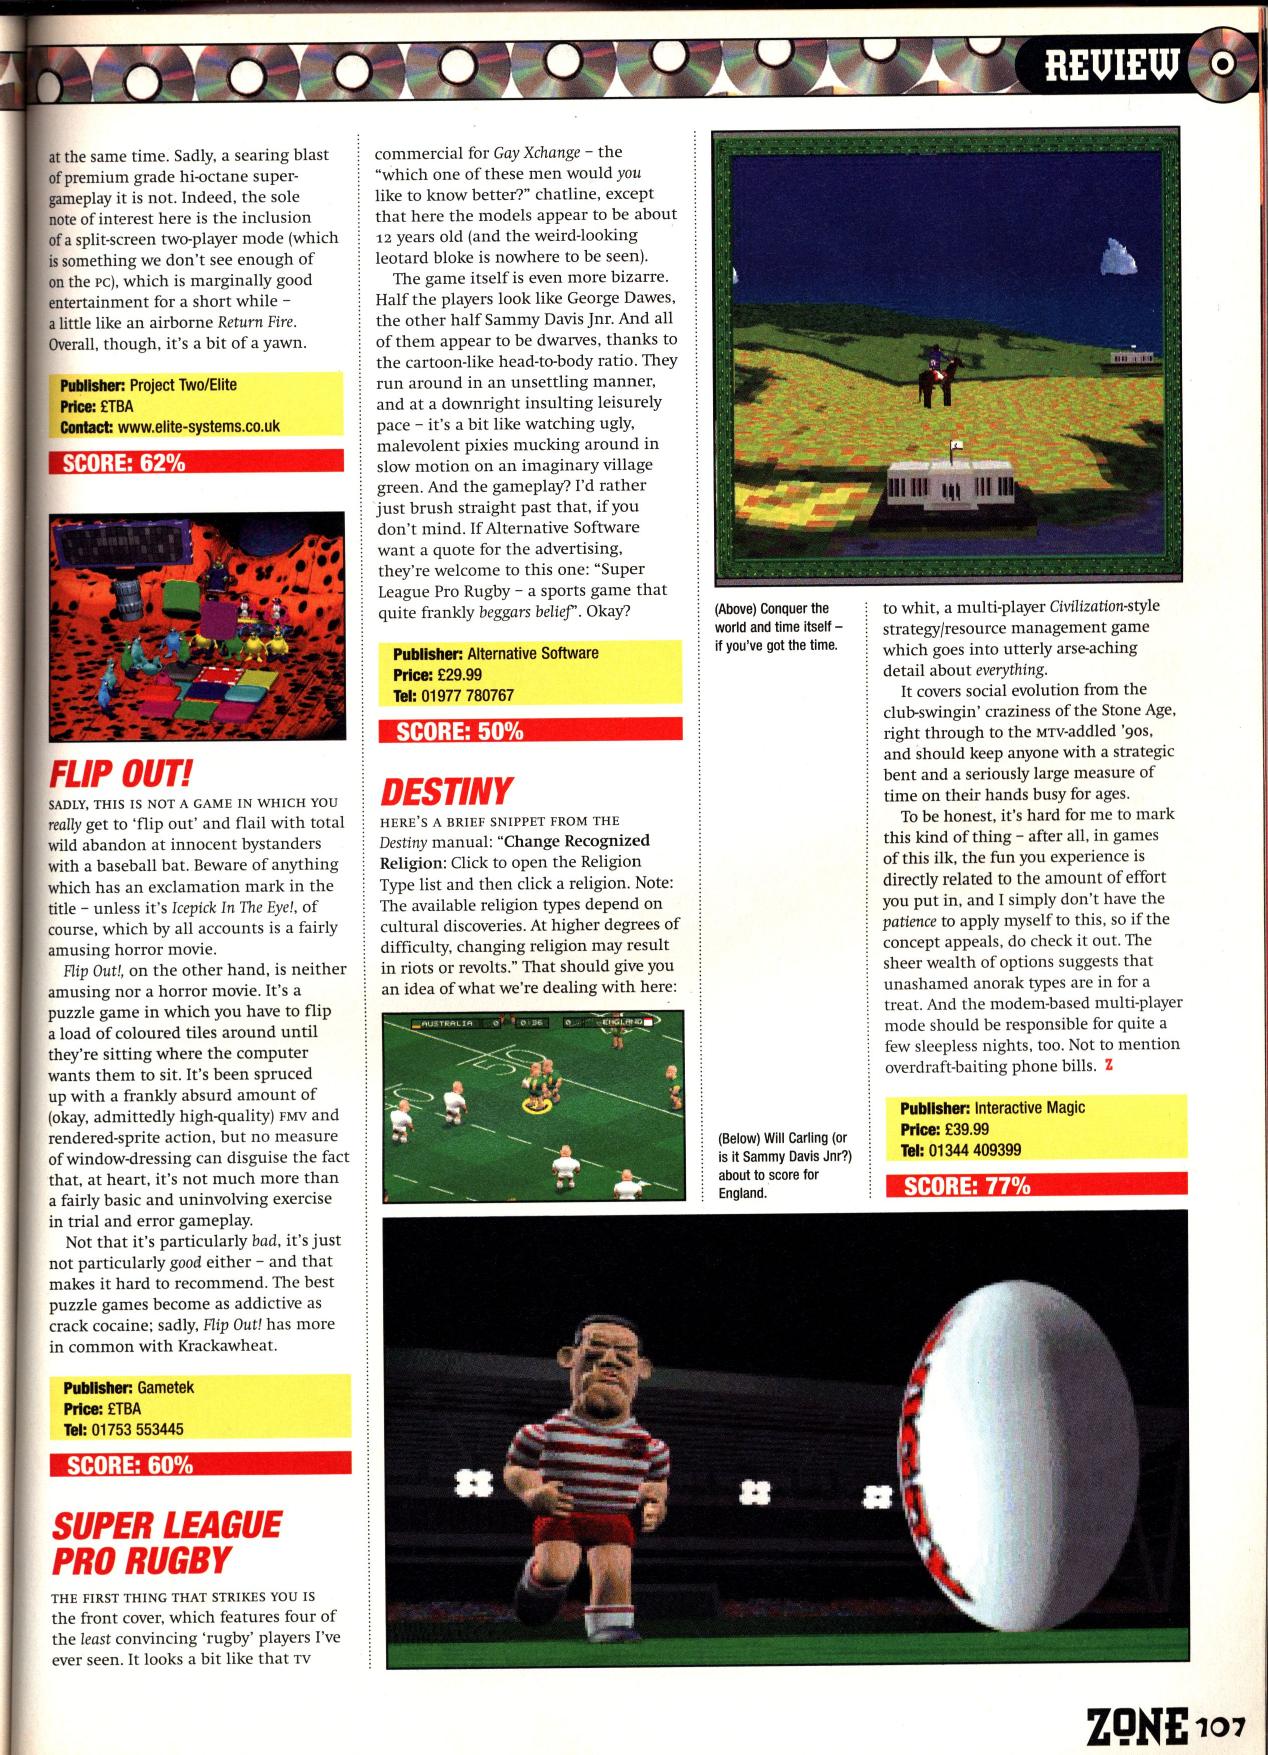 REVIEW
at the same time. Sadly, a searing blast
of premium grade hi-octane super-
gameplay it is not. Indeed, the sole
note of interest here is the inclusion
of a split-screen two-player mode (which
is something we don't see enough of
on the PC), which is marginally good
entertainment for a short while –
a little like an airborne Return Fire.
Overall, though, it's a bit of a yawn.
Publisher: Project Two/Elite
Price: £TBA
Contact: www.elite-systems.co.uk
SCORE: 62%
FLIP OUT!
SADLY, THIS IS NOT A GAME IN WHICH YOU
really get to ‘flip out’ and flail with total
wild abandon at innocent bystanders
with a baseball bat. Beware of anything
which has an exclamation mark in the
title – unless it's Icepick In The Eye!, of
course, which by all accounts is a fairly
amusing horror movie.
Flip Out!, on the other hand, is neither
amusing nor a horror movie. It's a
puzzle game in which you have to flip
a load of coloured tiles around until
they're sitting where the computer
wants them to sit. It's been spruced
up with a frankly absurd amount of
(okay, admittedly high-quality) FMV and
rendered-sprite action, but no measure
of window-dressing can disguise the fact
that, at heart, it's not much more than
a fairly basic and uninvolving exercise
in trial and error gameplay.
Not that it's particularly bad, it's just
not particularly good either – and that
makes it hard to recommend. The best
puzzle games become as addictive as
crack cocaine; sadly, Flip Out! has more
in common with Krackawheat.
Publisher: Gametek
Price: £TBA
Tel: 01753 553445
SCORE: 60%
SUPER LEAGUE
PRO RUGBY
THE FIRST THING THAT STRIKES YOU IS
the front cover, which features four of
the least convincing ‘rugby’ players I've
ever seen. It looks a bit like that TV
commercial for Gay Xchange – the
“which one of these men would you
like to know better?” chatline, except
that here the models appear to be about
12 years old (and the weird-looking
leotard bloke is nowhere to be seen).
The game itself is even more bizarre.
Half the players look like George Dawes,
the other half Sammy Davis Jnr. And all
of them appear to be dwarves, thanks to
the cartoon-like head-to-body ratio. They
run around in an unsettling manner,
and at a downright insulting leisurely
pace – it's a bit like watching ugly,
malevolent pixies mucking around in
slow motion on an imaginary village
green. And the gameplay? I'd rather
just brush straight past that, if you
don't mind. If Alternative Software
want a quote for the advertising,
they're welcome to this one: “Super
League Pro Rugby – a sports game that
quite frankly beggars belief”. Okay?
Publisher: Alternative Software
Price: £29.99
Tel: 01977 780767
SCORE: 50%
DESTINY
HERE'S A BRIEF SNIPPET FROM THE
Destiny manual: “Change Recognized
Religion: Click to open the Religion
Type list and then click a religion. Note:
The available religion types depend on
cultural discoveries. At higher degrees of
difficulty, changing religion may result
in riots or revolts.” That should give you
an idea of what we're dealing with here:
AUSTRALIA 0 0:36 0 ENGLAND
(Above) Conquer the
world and time itself –
if you've got the time.
(Below) Will Carling (or
is it Sammy Davis Jnr?)
about to score for
England.
to whit, a multi-player Civilization-style
strategy/resource management game
which goes into utterly arse-aching
detail about everything.
It covers social evolution from the
club-swingin' craziness of the Stone Age,
right through to the MTV-addled '90s,
and should keep anyone with a strategic
bent and a seriously large measure of
time on their hands busy for ages.
To be honest, it's hard for me to mark
this kind of thing – after all, in games
of this ilk, the fun you experience is
directly related to the amount of effort
you put in, and I simply don't have the
patience to apply myself to this, so if the
concept appeals, do check it out. The
sheer wealth of options suggests that
unashamed anorak types are in for a
treat. And the modem-based multi-player
mode should be responsible for quite a
few sleepless nights, too. Not to mention
overdraft-baiting phone bills. Z
Publisher: Interactive Magic
Price: £39.99
Tel: 01344 409399
SCORE: 77%
50
ZONE 107